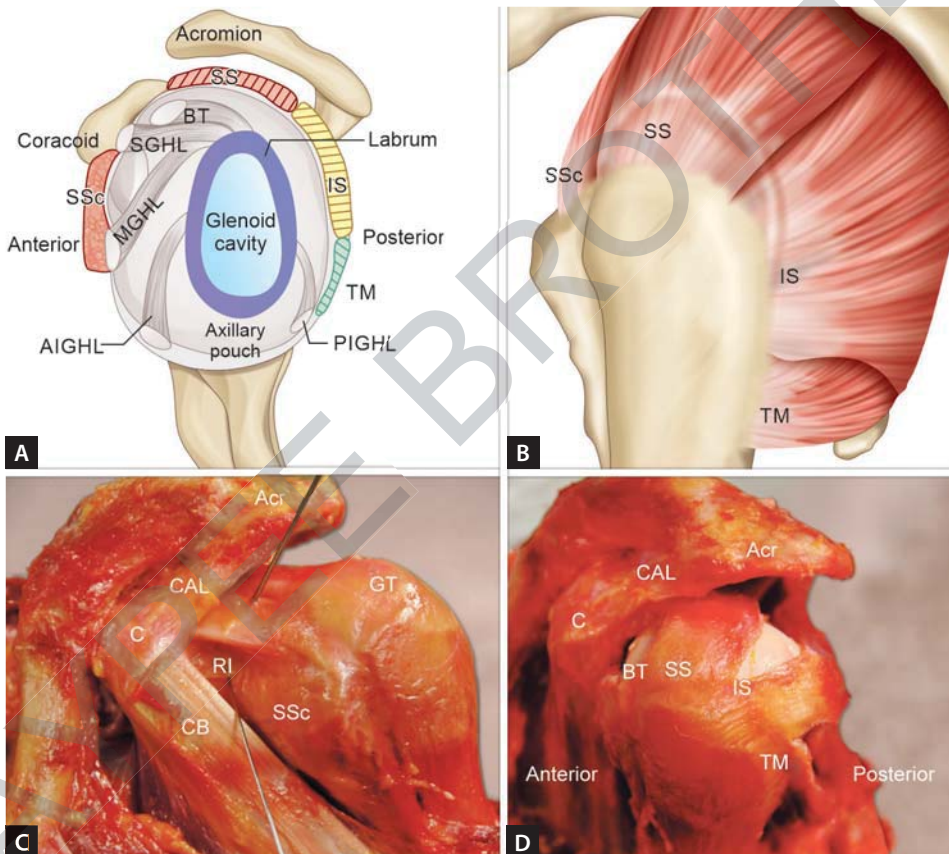 Acromion
SS
BT
Coracoid
SGHL
Labrum
SSc
MGHL
IS
Glenoid
cavity
Anterior
Posterior
TM
AIGHL
Axillary
pouch
PIGHL
A
SS
SSc
IS
TM
B
Acr
CAL
GT
C
RI
SSc
CB
C
Acr
CAL
C
BT
SS
IS
TM
Anterior
Posterior
D